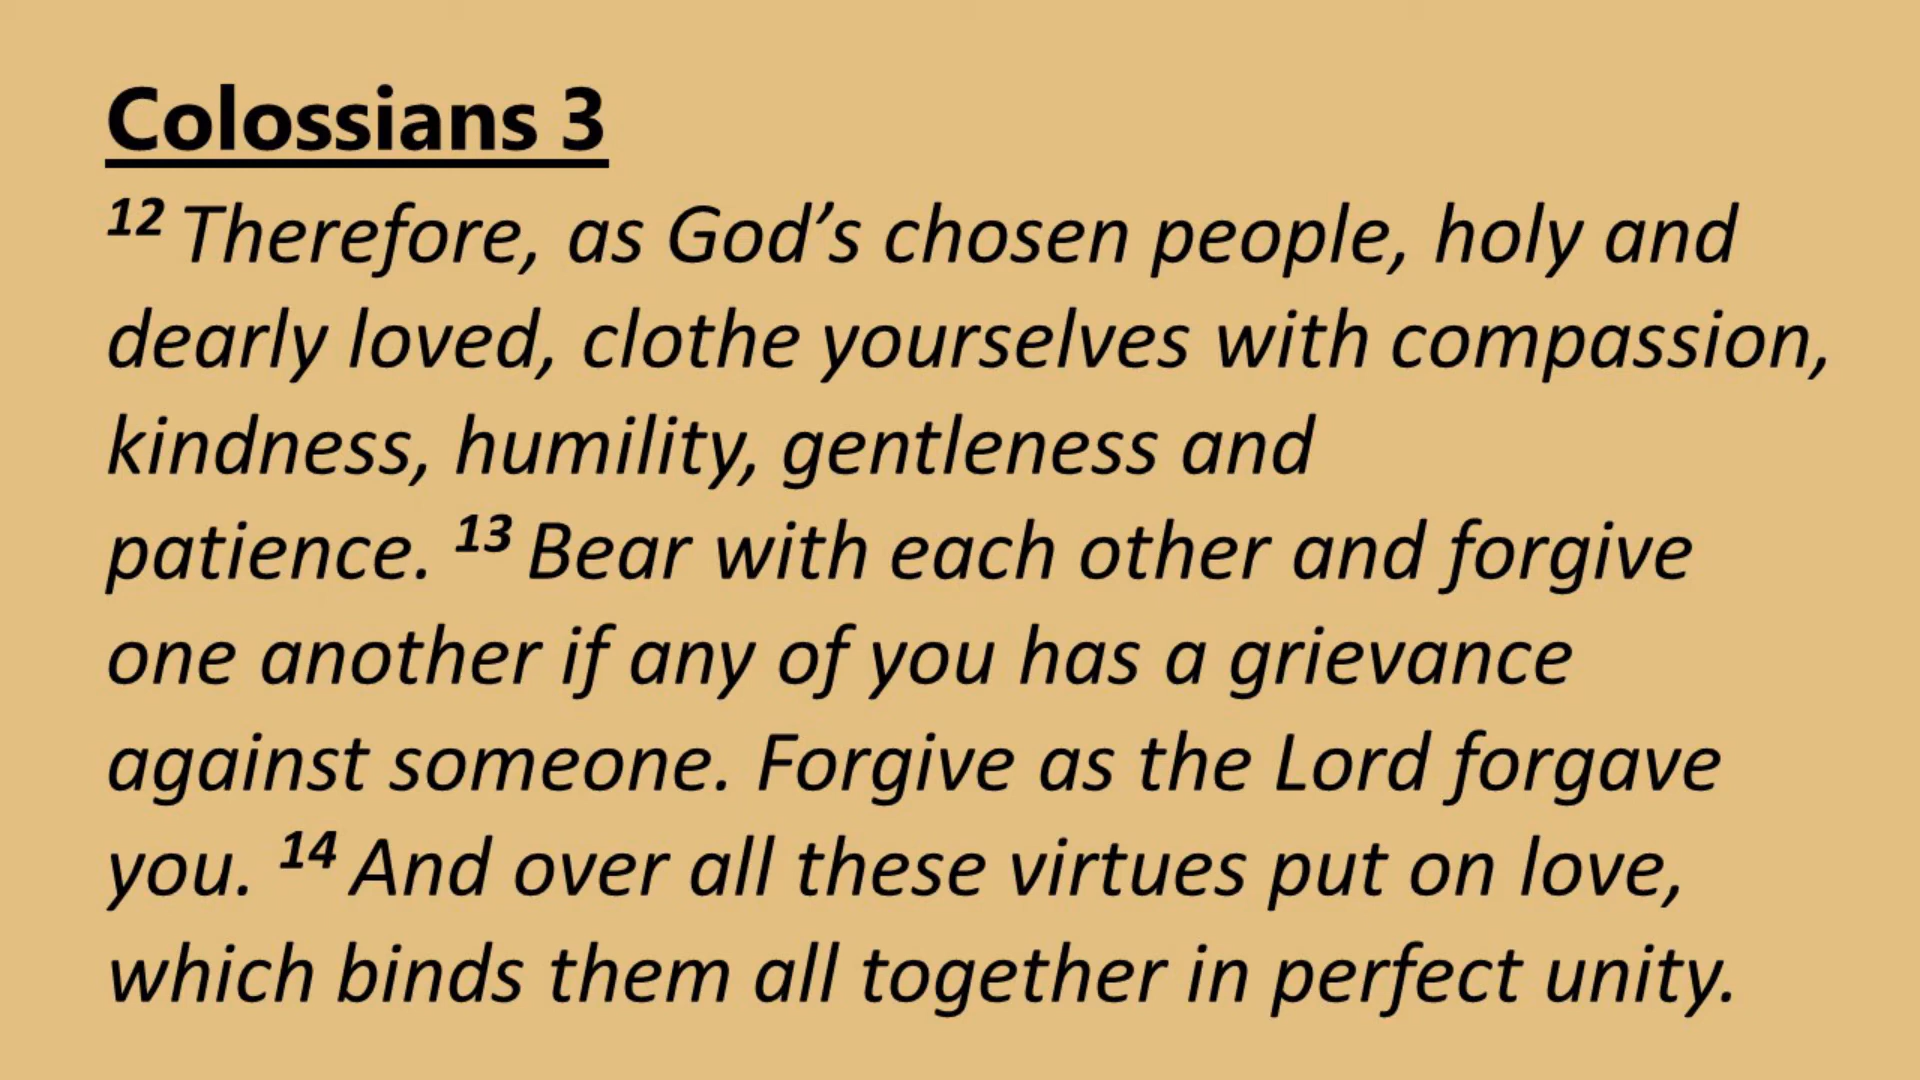 Colossians 3
12 Therefore, as God’s chosen people, holy and
dearly loved, clothe yourselves with compassion,
kindness, humility, gentleness and
patience. 13 Bear with each other and forgive
one another if any of you has a grievance
against someone. Forgive as the Lord forgave
you. 14 And over all these virtues put on love,
which binds them all together in perfect unity.